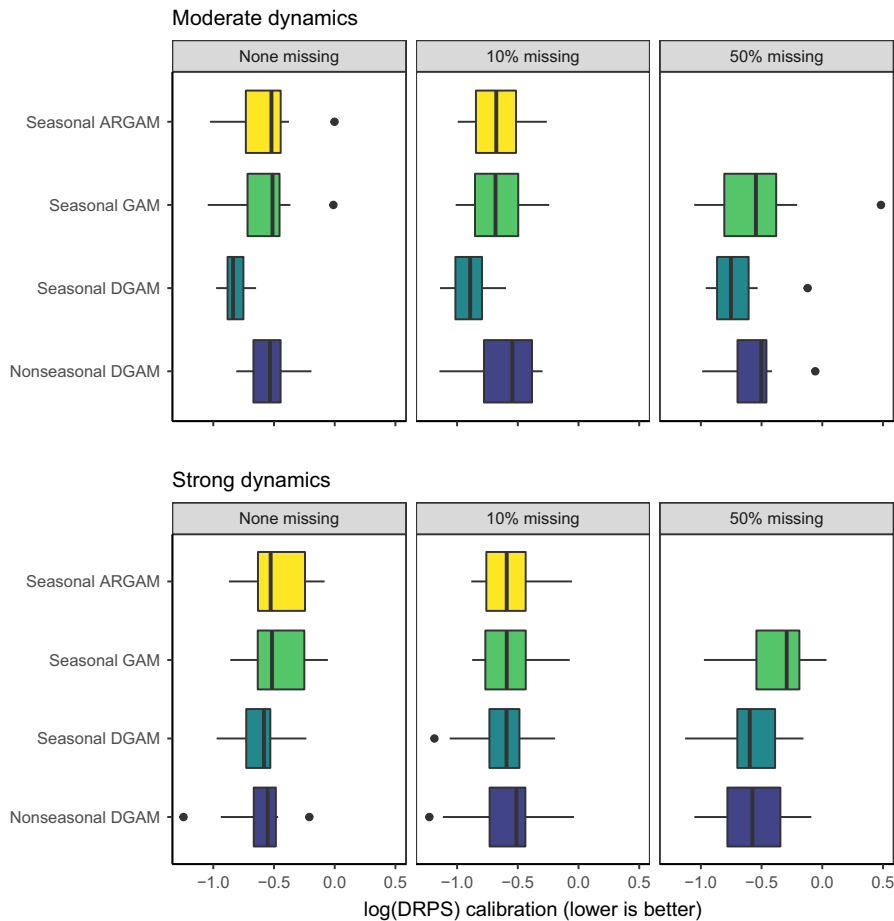 Moderate dynamics
None missing 10% missing 50% missing
Seasonal ARGAM
Seasonal GAM
Seasonal DGAM
Nonseasonal DGAM
Strong dynamics
None missing 10% missing 50% missing
Seasonal ARGAM
Seasonal GAM
Seasonal DGAM
Nonseasonal DGAM
−1.0 −0.5 0.0 0.5 −1.0 −0.5 0.0 0.5 −1.0 −0.5 0.0 0.5
log(DRPS) calibration (lower is better)